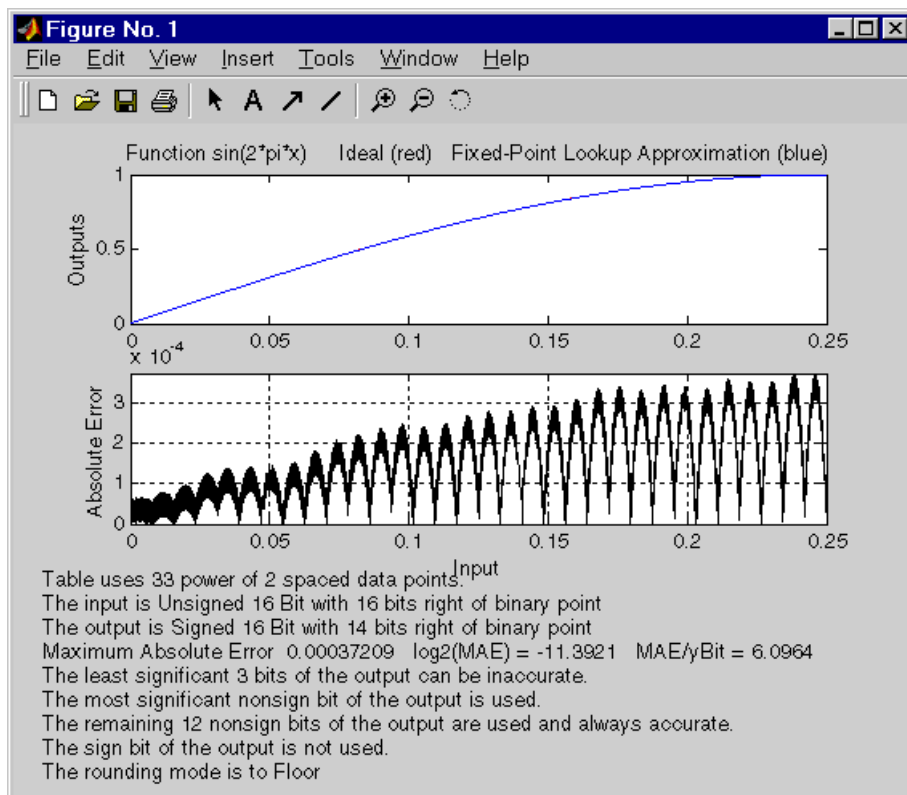 Figure No. 1
File Edit View Insert Tools Window Help
A
Function sin(2*pi*x) Ideal (red) Fixed-Point Lookup Approximation (blue)
1
0.5
0
Outputs
0 0.05 0.1 0.15 0.2 0.25
x 10^-4
3
2
1
0
Absolute Error
0 0.05 0.1 0.15 0.2 0.25
Input
Table uses 33 power of 2 spaced data points.
The input is Unsigned 16 Bit with 16 bits right of binary point
The output is Signed 16 Bit with 14 bits right of binary point
Maximum Absolute Error 0.00037209 log2(MAE) = -11.3921 MAE/yBit = 6.0964
The least significant 3 bits of the output can be inaccurate.
The most significant nonsign bit of the output is used.
The remaining 12 nonsign bits of the output are used and always accurate.
The sign bit of the output is not used.
The rounding mode is to Floor